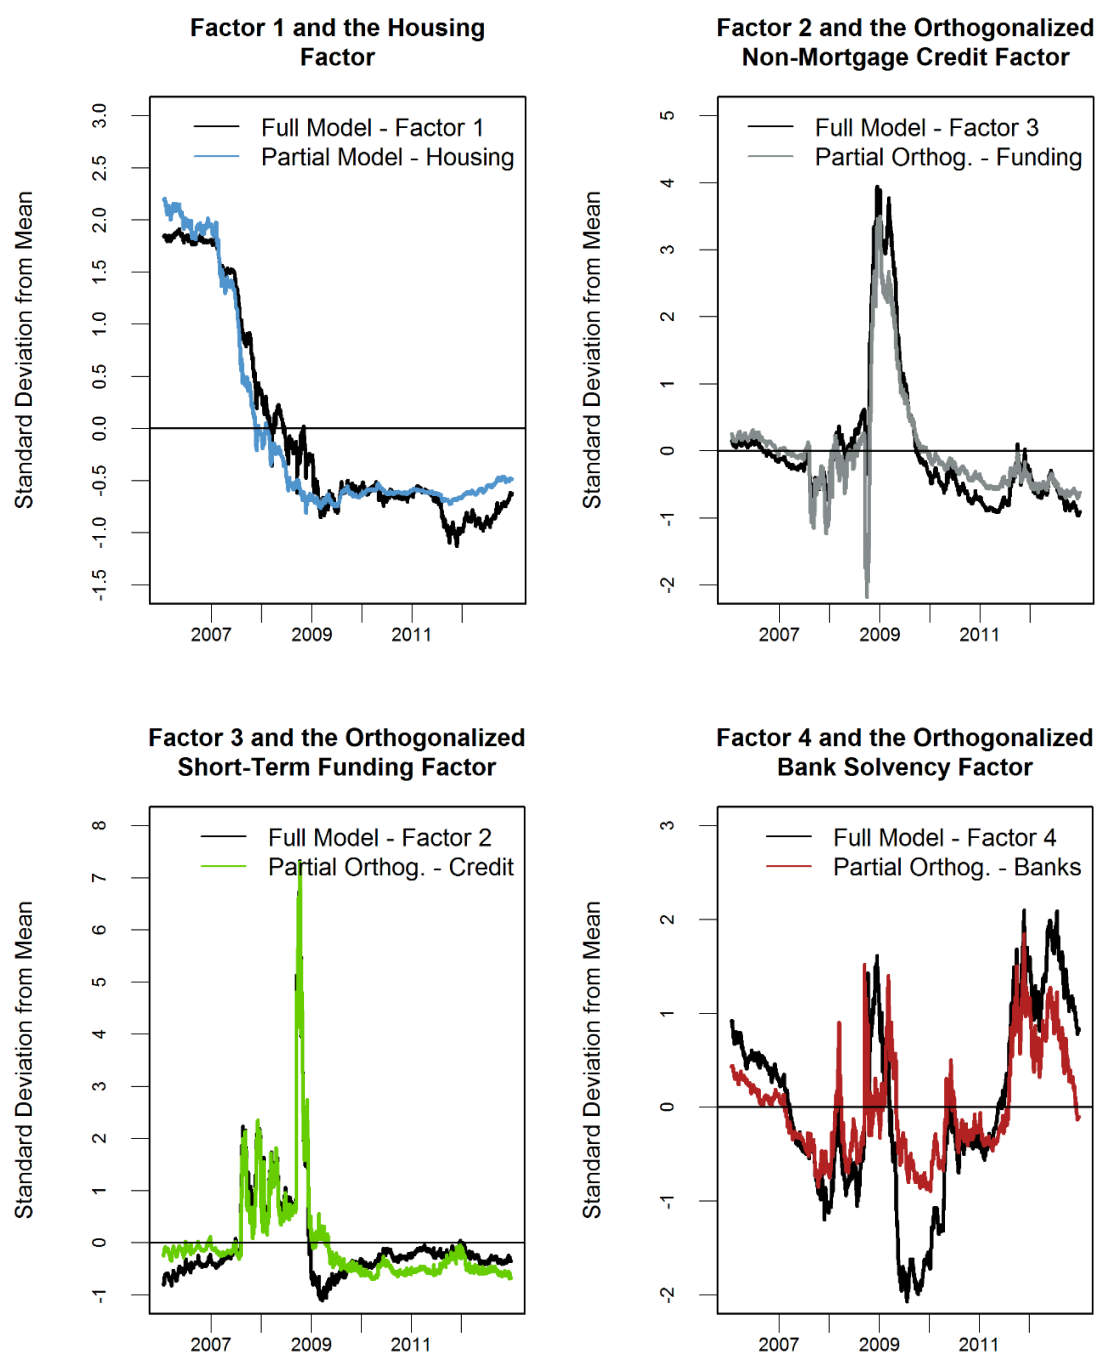 Factor 1 and the Housing
Factor
Full Model - Factor 1
Partial Model - Housing
Standard Deviation from Mean
3.0
2.5
2.0
1.5
1.0
0.5
0.0
-0.5
-1.0
-1.5
2007
2009
2011
Factor 2 and the Orthogonalized
Non-Mortgage Credit Factor
Full Model - Factor 3
Partial Orthog. - Funding
Standard Deviation from Mean
5
4
3
2
1
0
-1
-2
2007
2009
2011
Factor 3 and the Orthogonalized
Short-Term Funding Factor
Full Model - Factor 2
Partial Orthog. - Credit
Standard Deviation from Mean
8
7
6
5
4
3
2
1
0
-1
2007
2009
2011
Factor 4 and the Orthogonalized
Bank Solvency Factor
Full Model - Factor 4
Partial Orthog. - Banks
Standard Deviation from Mean
3
2
1
0
-1
-2
2007
2009
2011